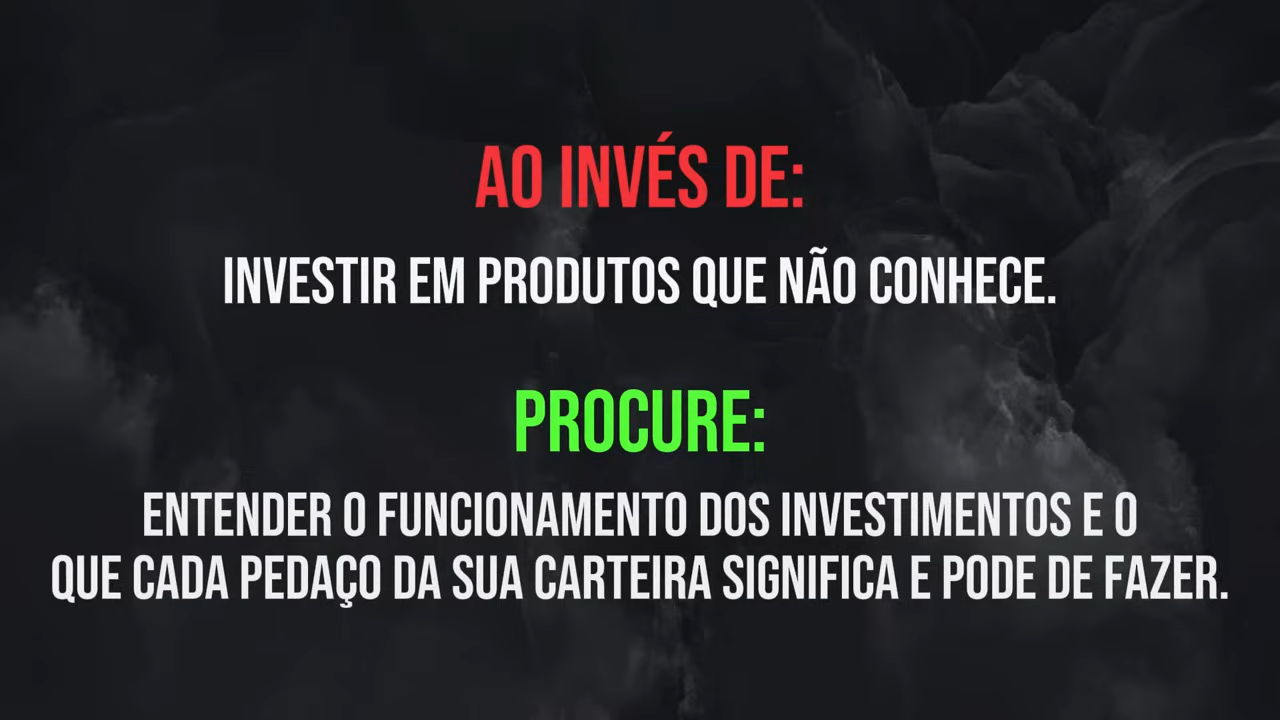 AO INVÉS DE:
INVESTIR EM PRODUTOS QUE NÃO CONHECE.
PROCURE:
ENTENDER O FUNCIONAMENTO DOS INVESTIMENTOS E O
QUE CADA PEDAÇO DA SUA CARTEIRA SIGNIFICA E PODE DE FAZER.